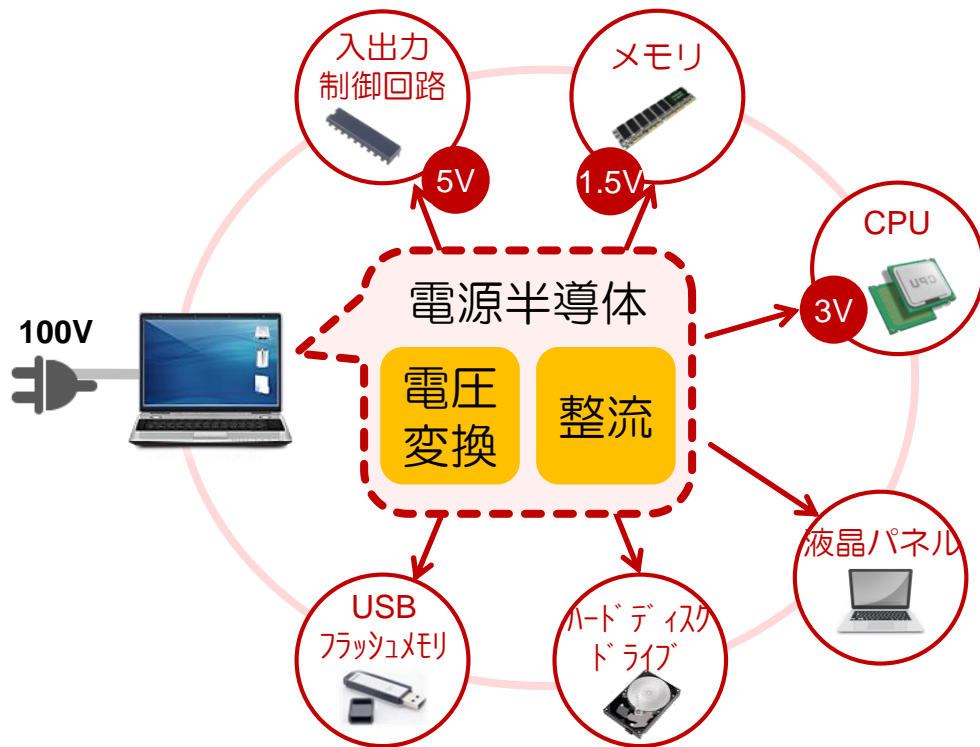 入出力
制御回路
5V
メモリ
1.5V
CPU
3V
電源半導体
電圧
変換
整流
100V
液晶パネル
USB
ﾌﾗｯｼｭﾒﾓﾘ
ﾊｰﾄﾞﾃﾞｨｽｸ
ﾄﾞﾗｲﾌﾞ
CPU